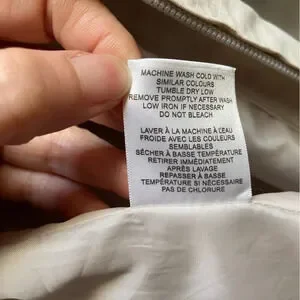 MACHINE WASH COLD WITH
SIMILAR COLOURS
TUMBLE DRY LOW
REMOVE PROMPTLY AFTER WASH
LOW IRON IF NECESSARY
DO NOT BLEACH
LAVER À LA MACHINE À L'EAU
FROIDE AVEC LES COULEURS
SEMBLABLES
SÉCHER À BASSE TEMPÉRATURE
RETIRER IMMÉDIATEMENT
APRÈS LAVAGE
REPASSER À BASSE
TEMPÉRATURE SI NÉCESSAIRE
PAS DE CHLORURE